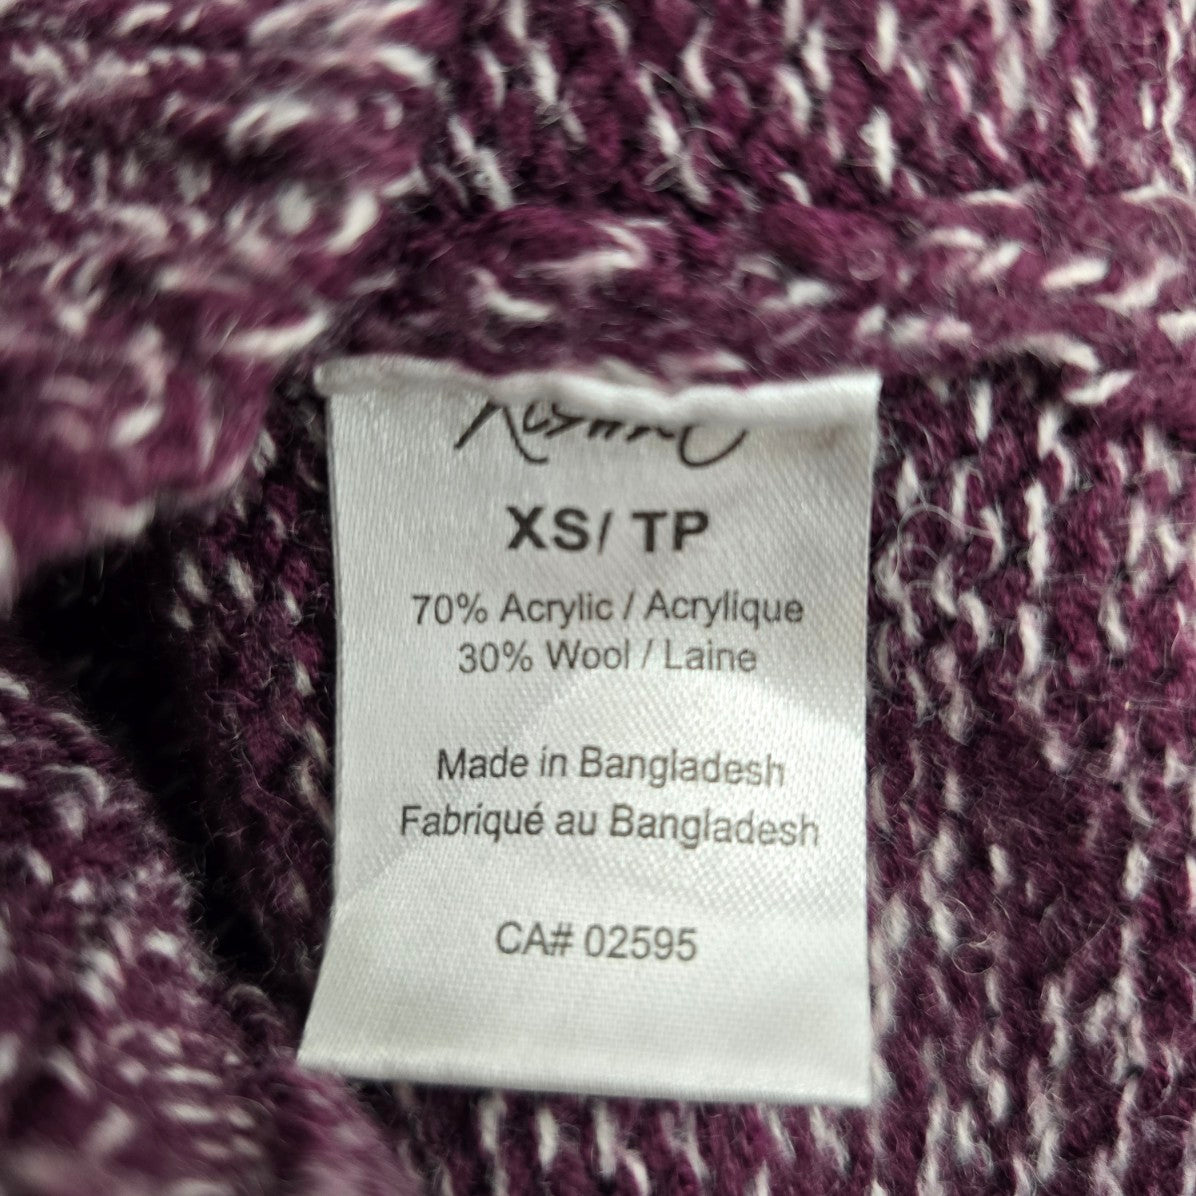 XS/ TP
70% Acrylic / Acrylique
30% Wool / Laine
Made in Bangladesh
Fabriqué au Bangladesh
CA# 02595